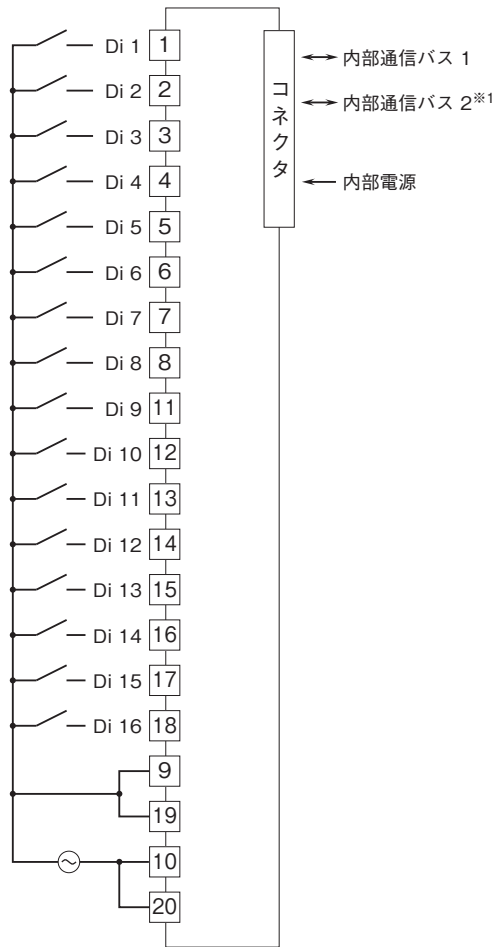 Di 1 1
Di 2 2
Di 3 3
Di 4 4
Di 5 5
Di 6 6
Di 7 7
Di 8 8
Di 9 11
Di 10 12
Di 11 13
Di 12 14
Di 13 15
Di 14 16
Di 15 17
Di 16 18
9
19
10
20
コネクタ
内部通信バス 1
内部通信バス 2※1
内部電源